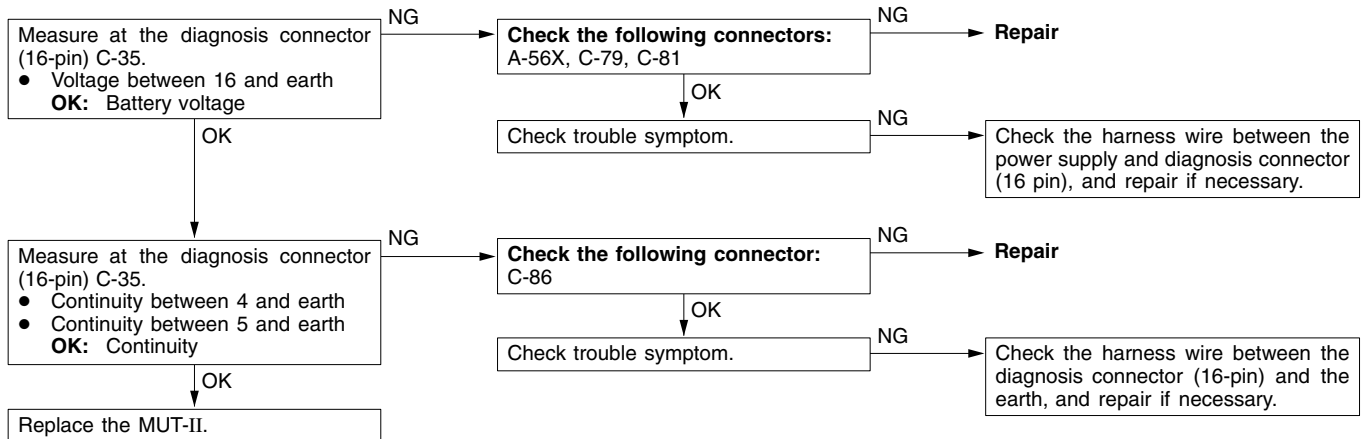 Measure at the diagnosis connector
(16-pin) C-35.
● Voltage between 16 and earth
OK: Battery voltage
NG
Check the following connectors:
A-56X, C-79, C-81
NG
Repair
OK
Check trouble symptom.
NG
Check the harness wire between the
power supply and diagnosis connector
(16 pin), and repair if necessary.
OK
Measure at the diagnosis connector
(16-pin) C-35.
● Continuity between 4 and earth
● Continuity between 5 and earth
OK: Continuity
NG
Check the following connector:
C-86
NG
Repair
OK
Check trouble symptom.
NG
Check the harness wire between the
diagnosis connector (16-pin) and the
earth, and repair if necessary.
OK
Replace the MUT-II.